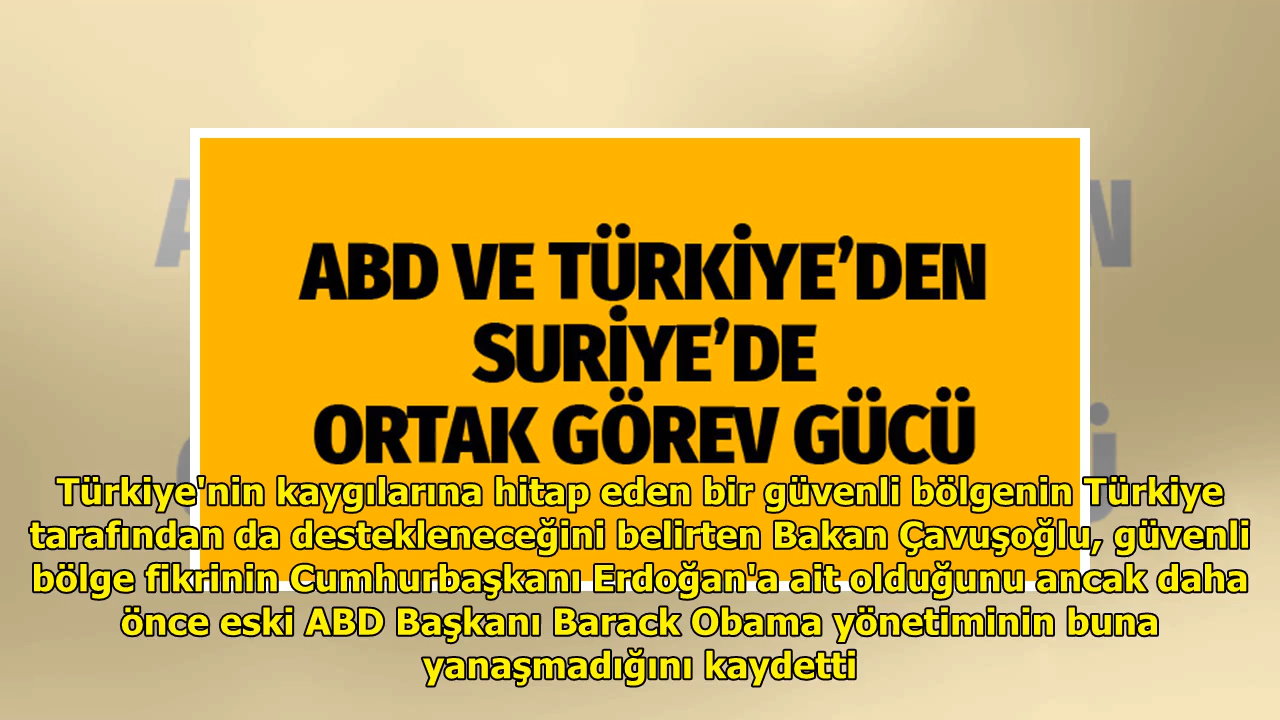 ABD VE TÜRKİYE’DEN
SURİYE’DE
ORTAK GÖREV GÜCÜ
Türkiye'nin kaygılarına hitap eden bir güvenli bölgenin Türkiye
tarafından da destekleneceğini belirten Bakan Çavuşoğlu, güvenli
bölge fikrinin Cumhurbaşkanı Erdoğan'a ait olduğunu ancak daha
önce eski ABD Başkanı Barack Obama yönetiminin buna
yanaşmadığını kaydetti